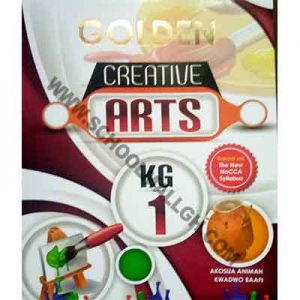 GOLDEN
CREATIVE
ARTS
KG
1
Based on
the New
NaCCA
Syllabus
AKOSUA ANIMAH
KWADWO BAAFI